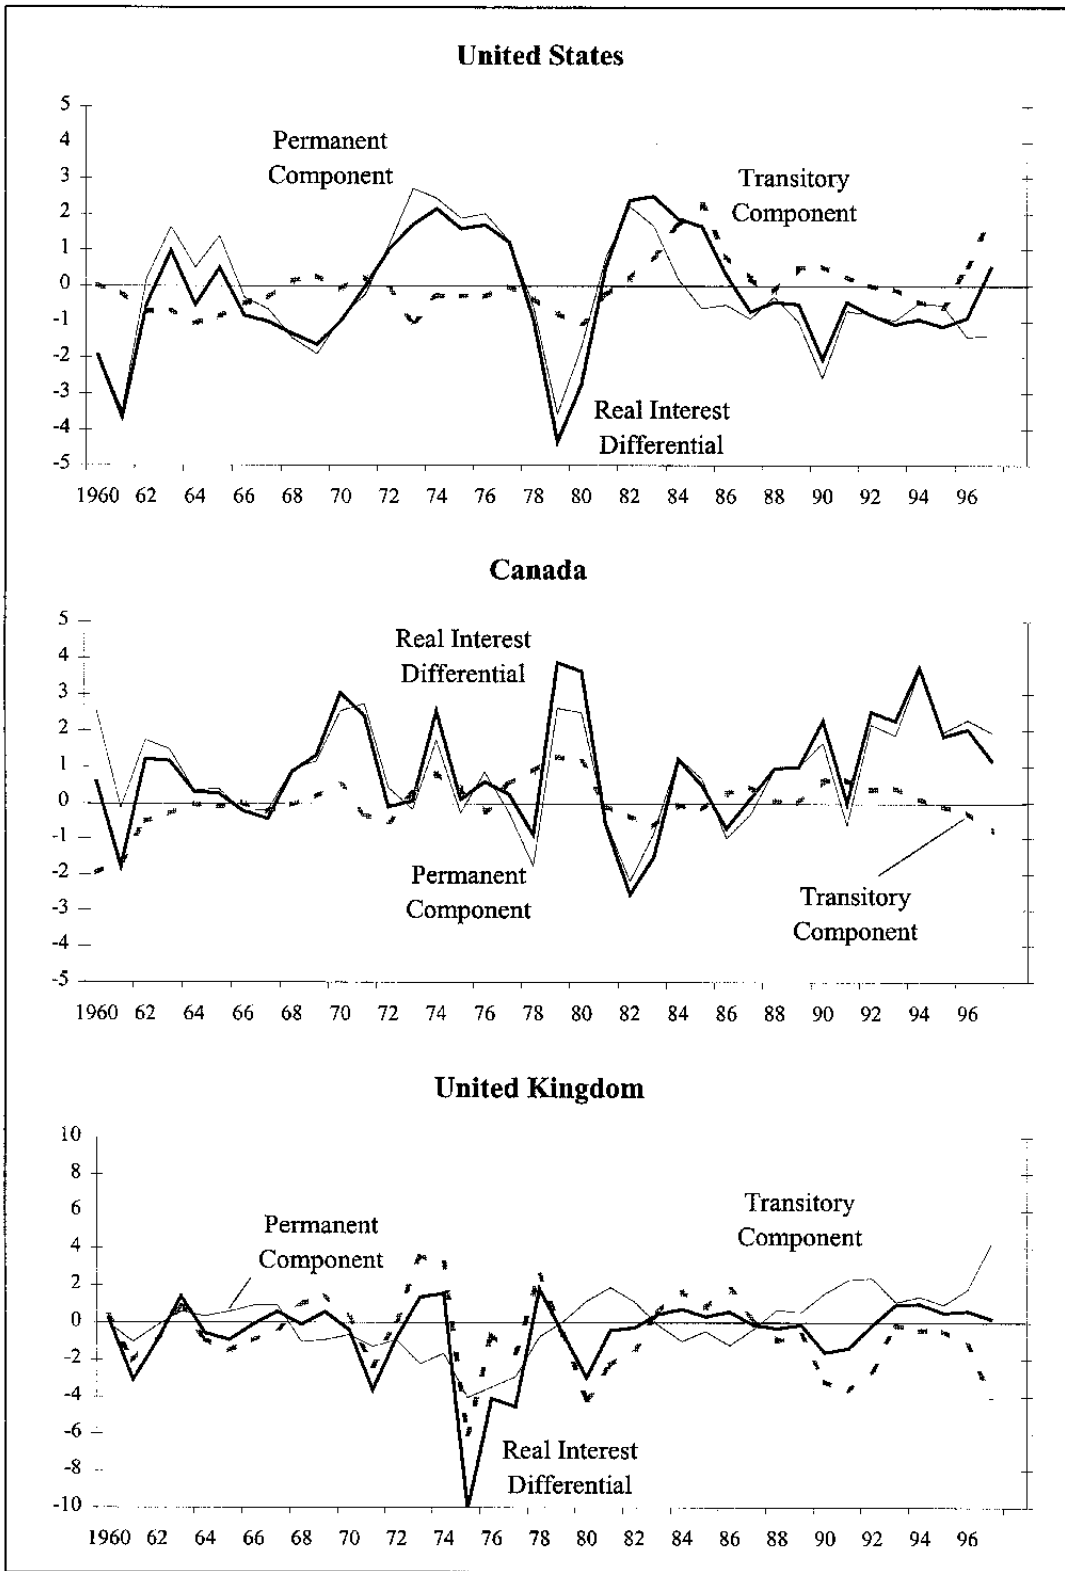 United States
5
4
3
2
1
0
-1
-2
-3
-4
-5
Permanent
Component
Transitory
Component
Real Interest
Differential
1960 62 64 66 68 70 72 74 76 78 80 82 84 86 88 90 92 94 96
Canada
5
4
3
2
1
0
-1
-2
-3
-4
-5
Real Interest
Differential
Permanent
Component
Transitory
Component
1960 62 64 66 68 70 72 74 76 78 80 82 84 86 88 90 92 94 96
United Kingdom
10
8
6
4
2
0
-2
-4
-6
-8
-10
Permanent
Component
Transitory
Component
Real Interest
Differential
1960 62 64 66 68 70 72 74 76 78 80 82 84 86 88 90 92 94 96